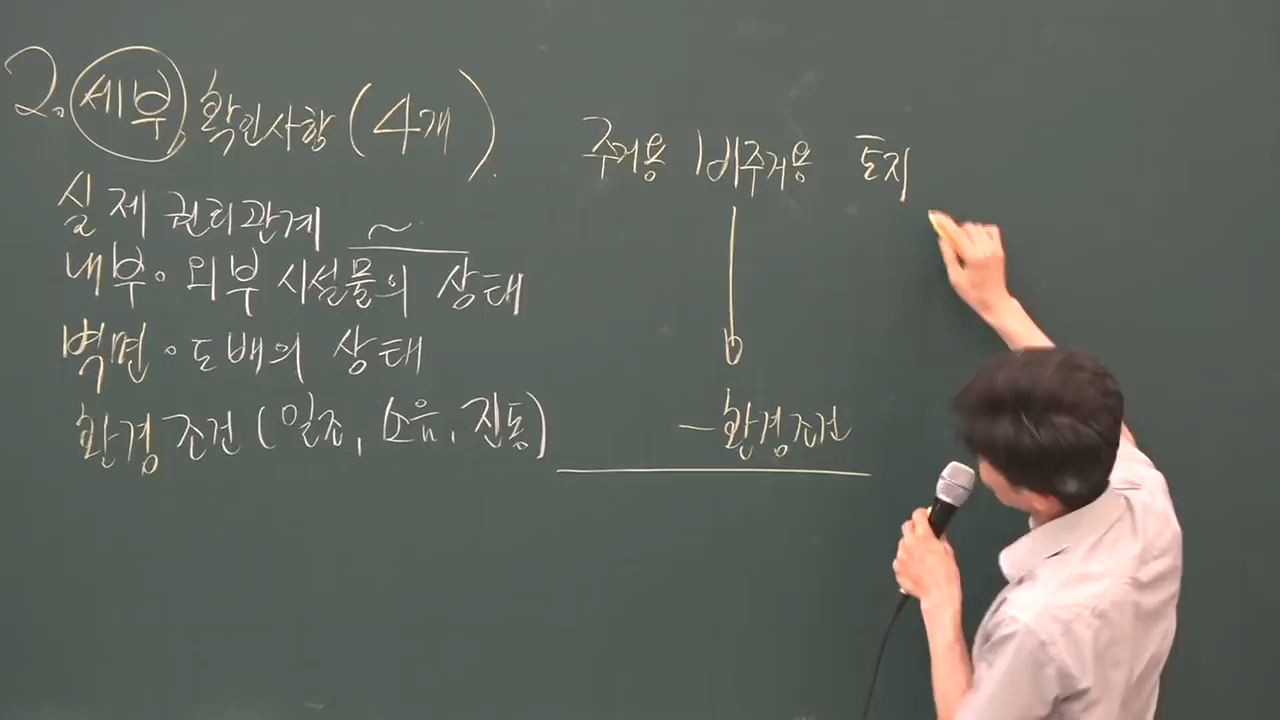 2. 세부 확인사항 (4개).
실제 권리관계 ~
내부·외부 시설물의 상태
벽면·도배의 상태
환경조건 (일조, 소음, 진동)
주거용 비주거용 토지
- 환경조건